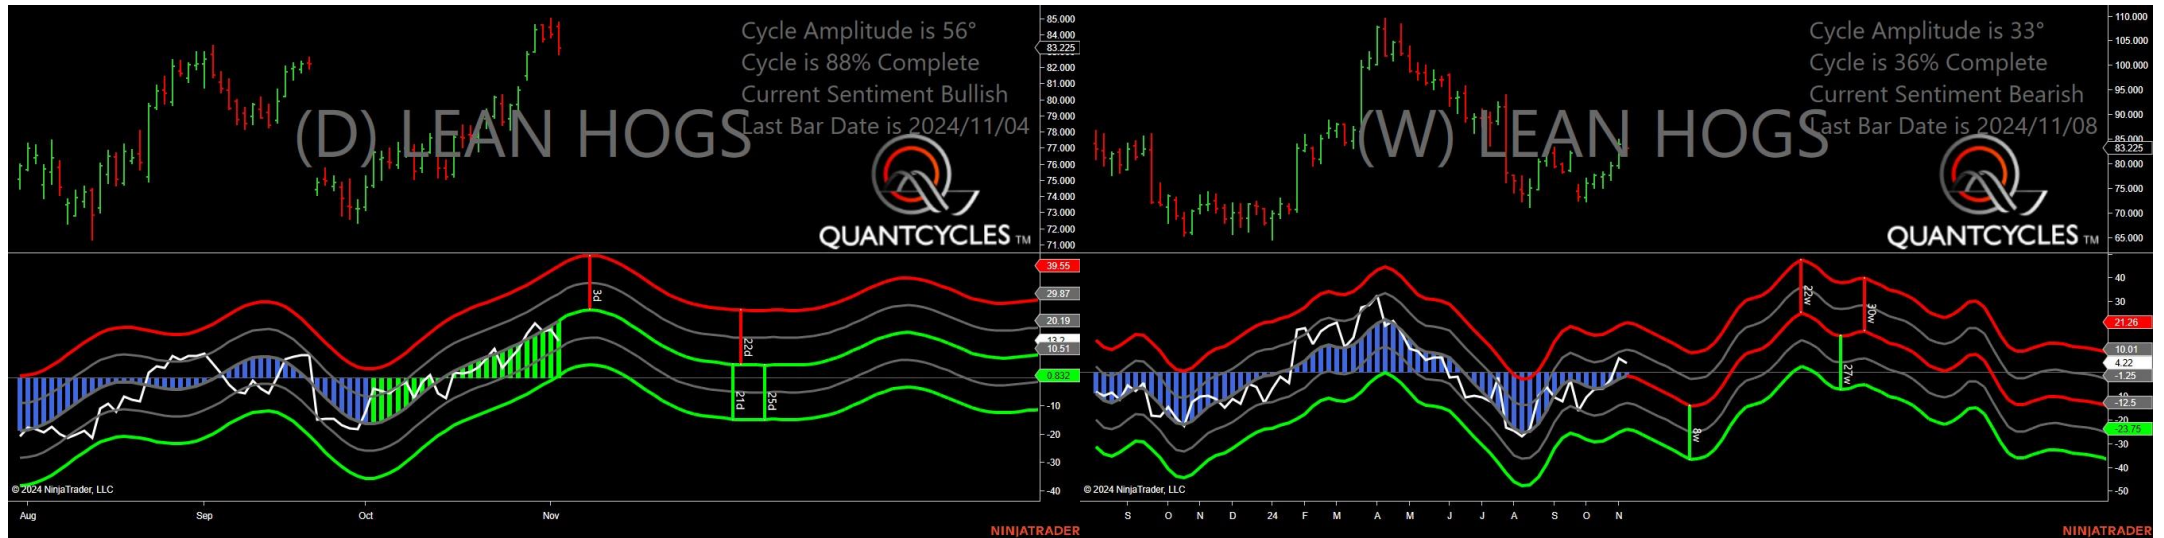 Cycle Amplitude is 56°
Cycle is 88% Complete
Current Sentiment Bullish
Last Bar Date is 2024/11/04
(D) LEAN HOGS
QUANTCYCLES TM
85.000
84.000
83.225
82.000
81.000
80.000
79.000
78.000
77.000
76.000
75.000
74.000
73.000
72.000
71.000
39.55
29.87
20.19
13.2
10.51
0.832
-10
-20
-30
-40
3d
22d
21d
25d
© 2024 NinjaTrader, LLC
Aug Sep Oct Nov
NINJATRADER
Cycle Amplitude is 33°
Cycle is 36% Complete
Current Sentiment Bearish
Last Bar Date is 2024/11/08
(W) LEAN HOGS
QUANTCYCLES TM
110.000
105.000
100.000
95.000
90.000
85.000
83.225
80.000
75.000
70.000
65.000
40
30
21.26
10.01
4.22
-1.25
-12.5
-20
-23.75
-30
-40
-50
8w
22w
27w
30w
© 2024 NinjaTrader, LLC
S O N D 24 F M A M J J A S O N
NINJATRADER